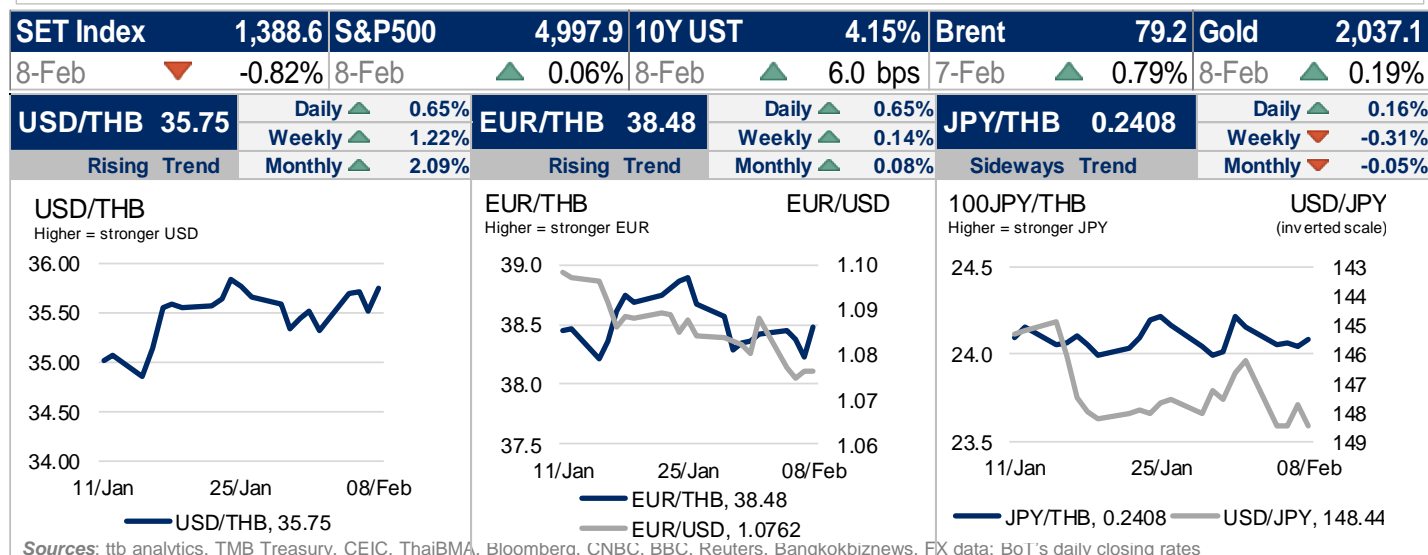 SET Index 1,388.6 S&P500 4,997.9 10Y UST 4.15% Brent 79.2 Gold 2,037.1
8-Feb -0.82% 8-Feb 0.06% 8-Feb 6.0 bps 7-Feb 0.79% 8-Feb 0.19%
USD/THB 35.75
Rising Trend
Daily 0.65%
Weekly 1.22%
Monthly 2.09%
EUR/THB 38.48
Rising Trend
Daily 0.65%
Weekly 0.14%
Monthly 0.08%
JPY/THB 0.2408
Sideways Trend
Daily 0.16%
Weekly -0.31%
Monthly -0.05%
USD/THB
Higher = stronger USD
36.00
35.50
35.00
34.50
34.00
11/Jan 25/Jan 08/Feb
USD/THB, 35.75
EUR/THB EUR/USD
Higher = stronger EUR
39.0 1.10
1.09
38.5
1.08
38.0
1.07
37.5 1.06
11/Jan 25/Jan 08/Feb
EUR/THB, 38.48
EUR/USD, 1.0762
100JPY/THB USD/JPY
Higher = stronger JPY (inverted scale)
24.5 143
144
145
24.0 146
147
148
23.5 149
11/Jan 25/Jan 08/Feb
JPY/THB, 0.2408 USD/JPY, 148.44
Sources: ttb analytics, TMB Treasury, CEIC, ThaiBMA, Bloomberg, CNBC, BBC, Reuters, Bangkokbiznews, FX data: BoT's daily closing rates